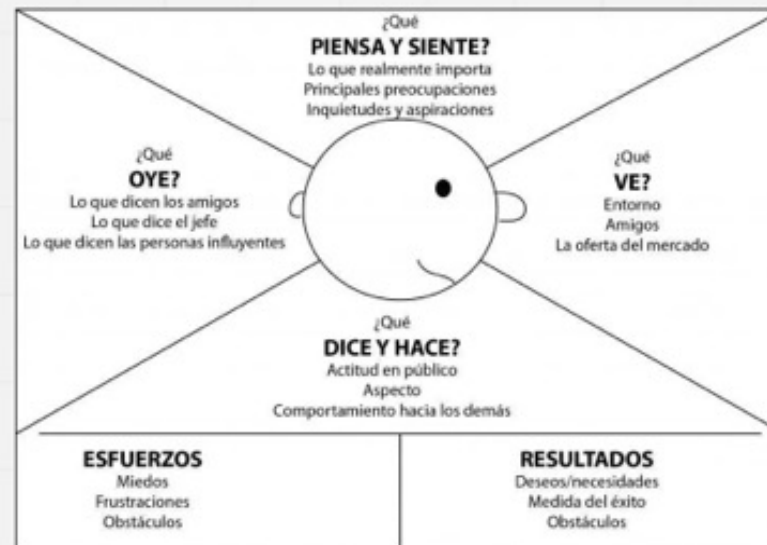 ¿Qué
PIENSA Y SIENTE?
Lo que realmente importa
Principales preocupaciones
Inquietudes y aspiraciones
¿Qué
OYE?
Lo que dicen los amigos
Lo que dice el jefe
Lo que dicen las personas influyentes
¿Qué
VE?
Entorno
Amigos
La oferta del mercado
¿Qué
DICE Y HACE?
Actitud en público
Aspecto
Comportamiento hacia los demás
ESFUERZOS
Miedos
Frustraciones
Obstáculos
RESULTADOS
Deseos/necesidades
Medida del éxito
Obstáculos